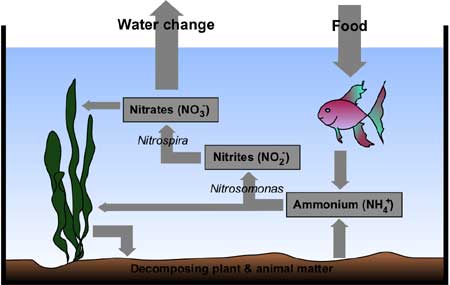 Water change
Food
Nitrates (NO₃⁻)
Nitrospira
Nitrites (NO₂⁻)
Nitrosomonas
Ammonium (NH₄⁺)
Decomposing plant & animal matter